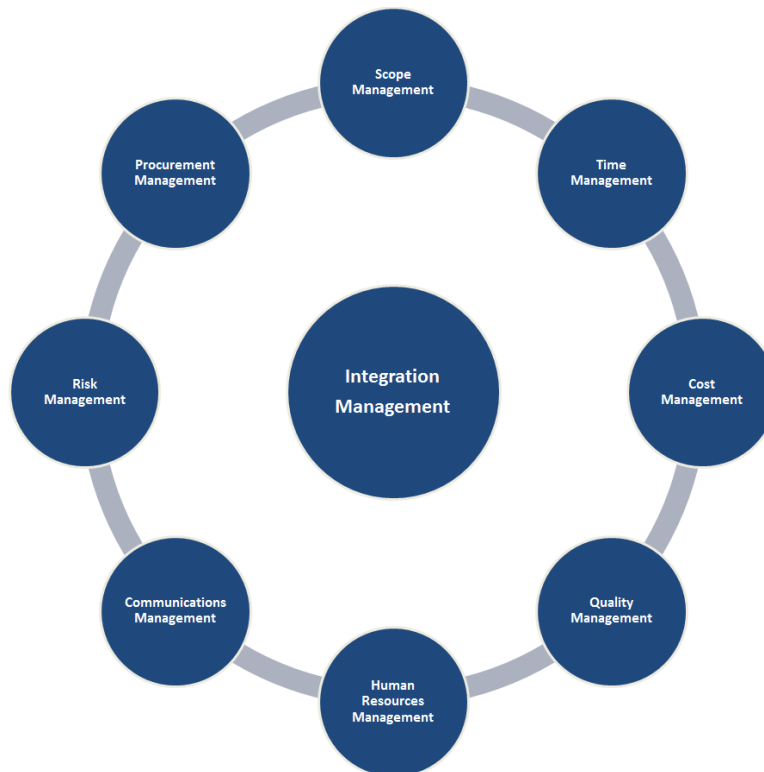 Scope
Management
Time
Management
Cost
Management
Quality
Management
Human
Resources
Management
Communications
Management
Risk
Management
Procurement
Management
Integration
Management